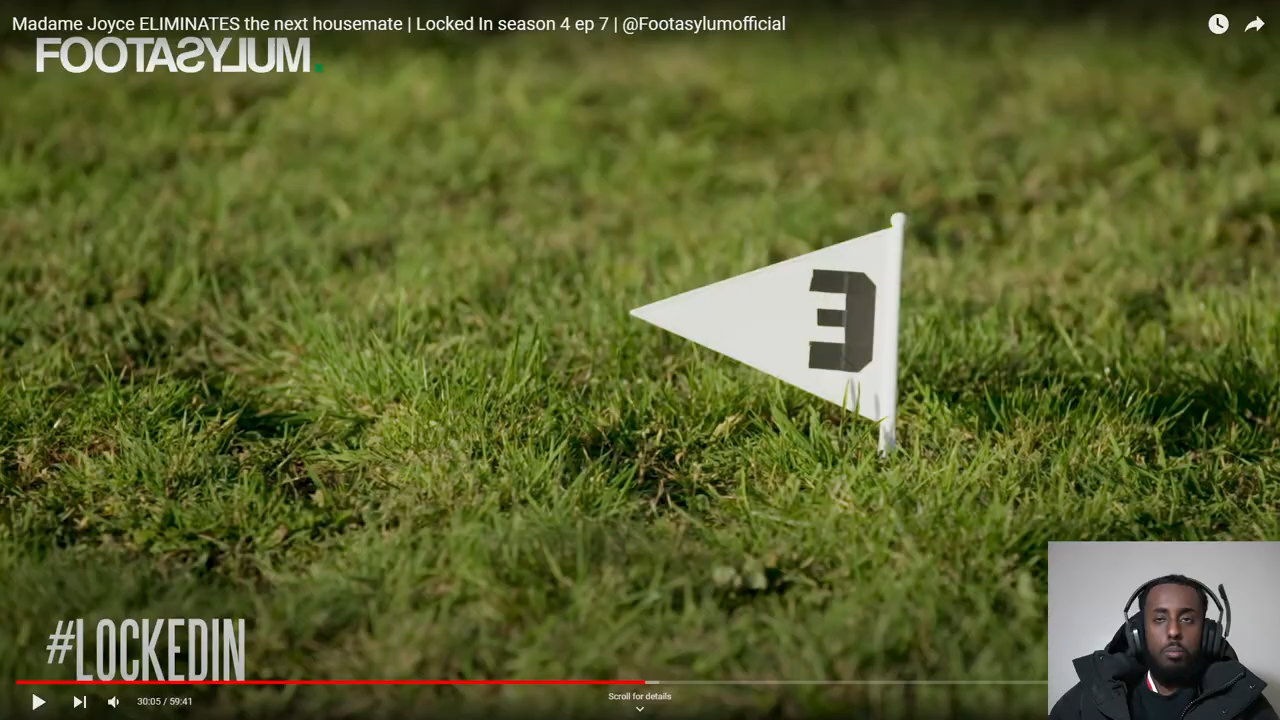 Madame Joyce ELIMINATES the next housemate | Locked In season 4 ep 7 | @Footasylumofficial
FOOTASYLUM.
3
#LOCKEDIN
30:05 / 59:41
Scroll for details